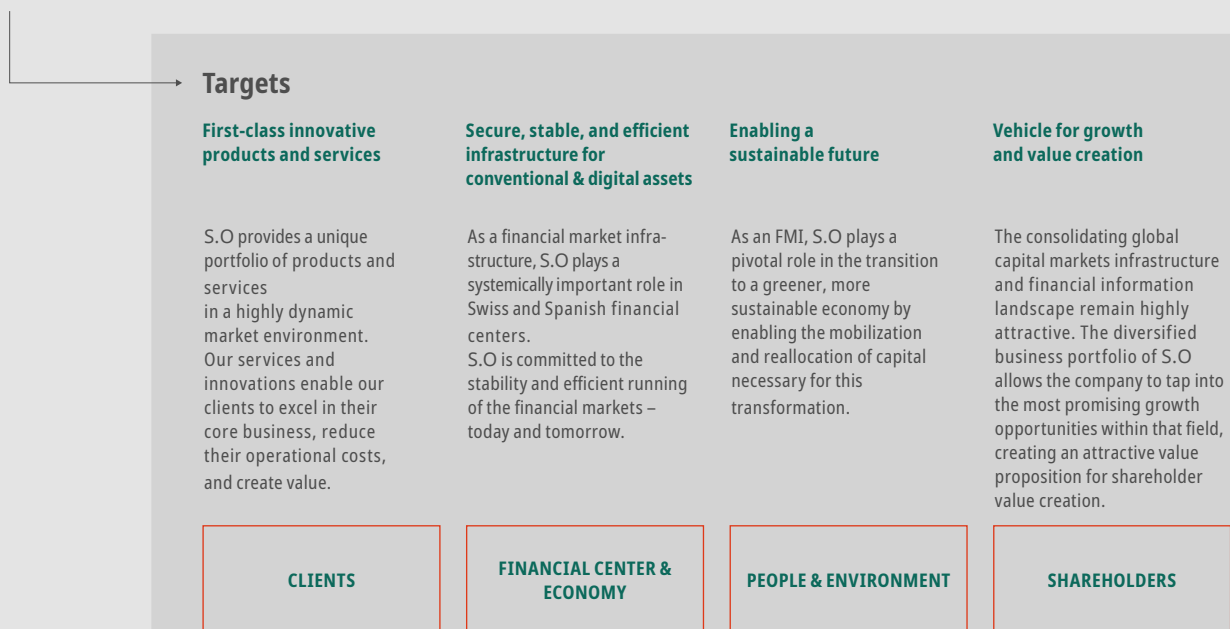 Targets
First-class innovative
products and services
S.O provides a unique
portfolio of products and
services
in a highly dynamic
market environment.
Our services and
innovations enable our
clients to excel in their
core business, reduce
their operational costs,
and create value.
CLIENTS
Secure, stable, and efficient
infrastructure for
conventional & digital assets
As a financial market infra-
structure, S.O plays a
systemically important role in
Swiss and Spanish financial
centers.
S.O is committed to the
stability and efficient running
of the financial markets –
today and tomorrow.
FINANCIAL CENTER &
ECONOMY
Enabling a
sustainable future
As an FMI, S.O plays a
pivotal role in the transition
to a greener, more
sustainable economy by
enabling the mobilization
and reallocation of capital
necessary for this
transformation.
PEOPLE & ENVIRONMENT
Vehicle for growth
and value creation
The consolidating global
capital markets infrastructure
and financial information
landscape remain highly
attractive. The diversified
business portfolio of S.O
allows the company to tap into
the most promising growth
opportunities within that field,
creating an attractive value
proposition for shareholder
value creation.
SHAREHOLDERS